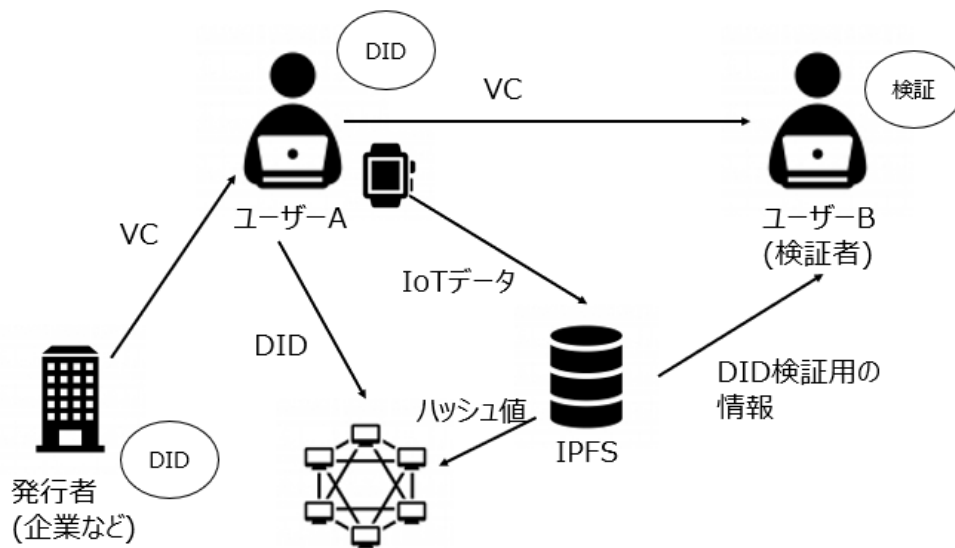 DID
VC
検証
ユーザーA
ユーザーB
(検証者)
VC
IoTデータ
DID
DID検証用の
情報
ハッシュ値
IPFS
DID
発行者
(企業など)